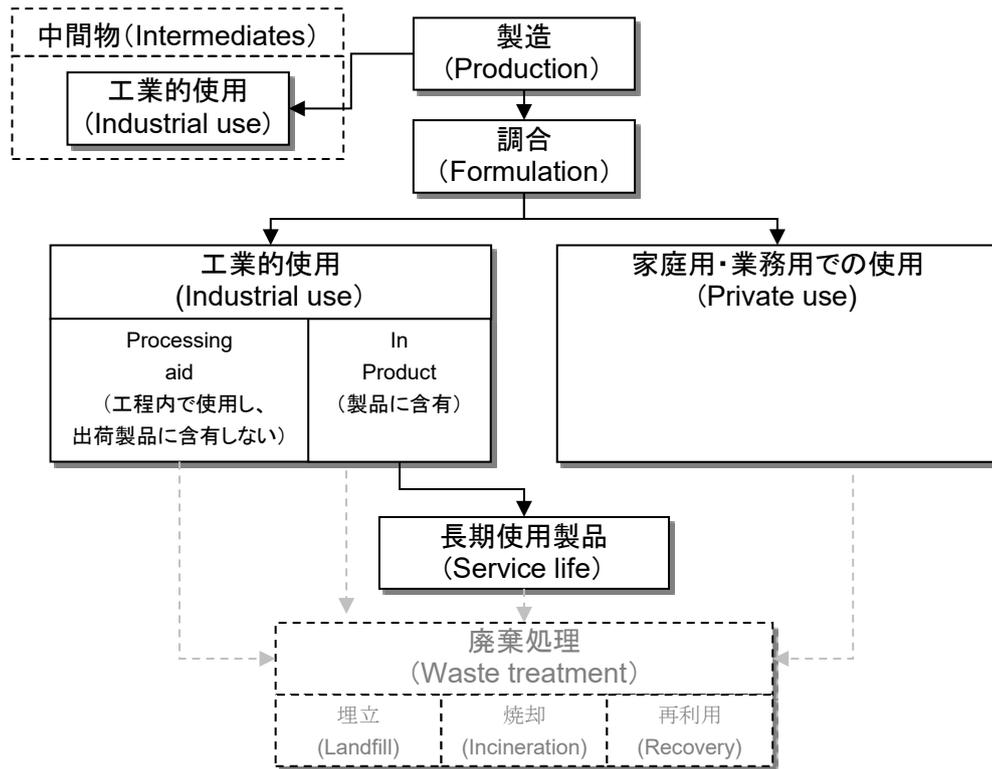 中間物（Intermediates）
工業的使用
（Industrial use）
製造
（Production）
調合
（Formulation）
工業的使用
(Industrial use）
Processing
aid
（工程内で使用し、
出荷製品に含有しない）
In
Product
（製品に含有）
家庭用・業務用での使用
（Private use)
長期使用製品
（Service life）
廃棄処理
（Waste treatment）
埋立
(Landfill)
焼却
(Incineration)
再利用
(Recovery)